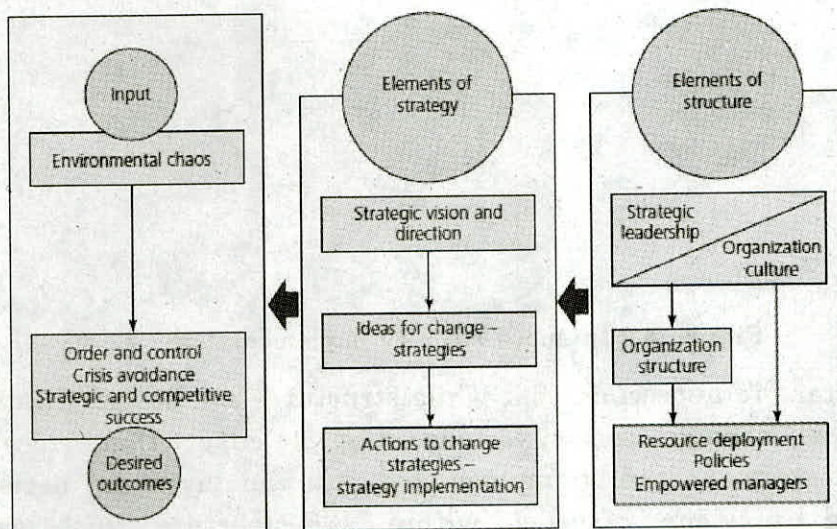 Input
Environmental chaos
Order and control
Crisis avoidance
Strategic and competitive
success
Desired
outcomes
Elements of
strategy
Strategic vision and
direction
Ideas for change –
strategies
Actions to change
strategies –
strategy implementation
Elements of
structure
Strategic
leadership
Organization
culture
Organization
structure
Resource deployment
Policies
Empowered managers